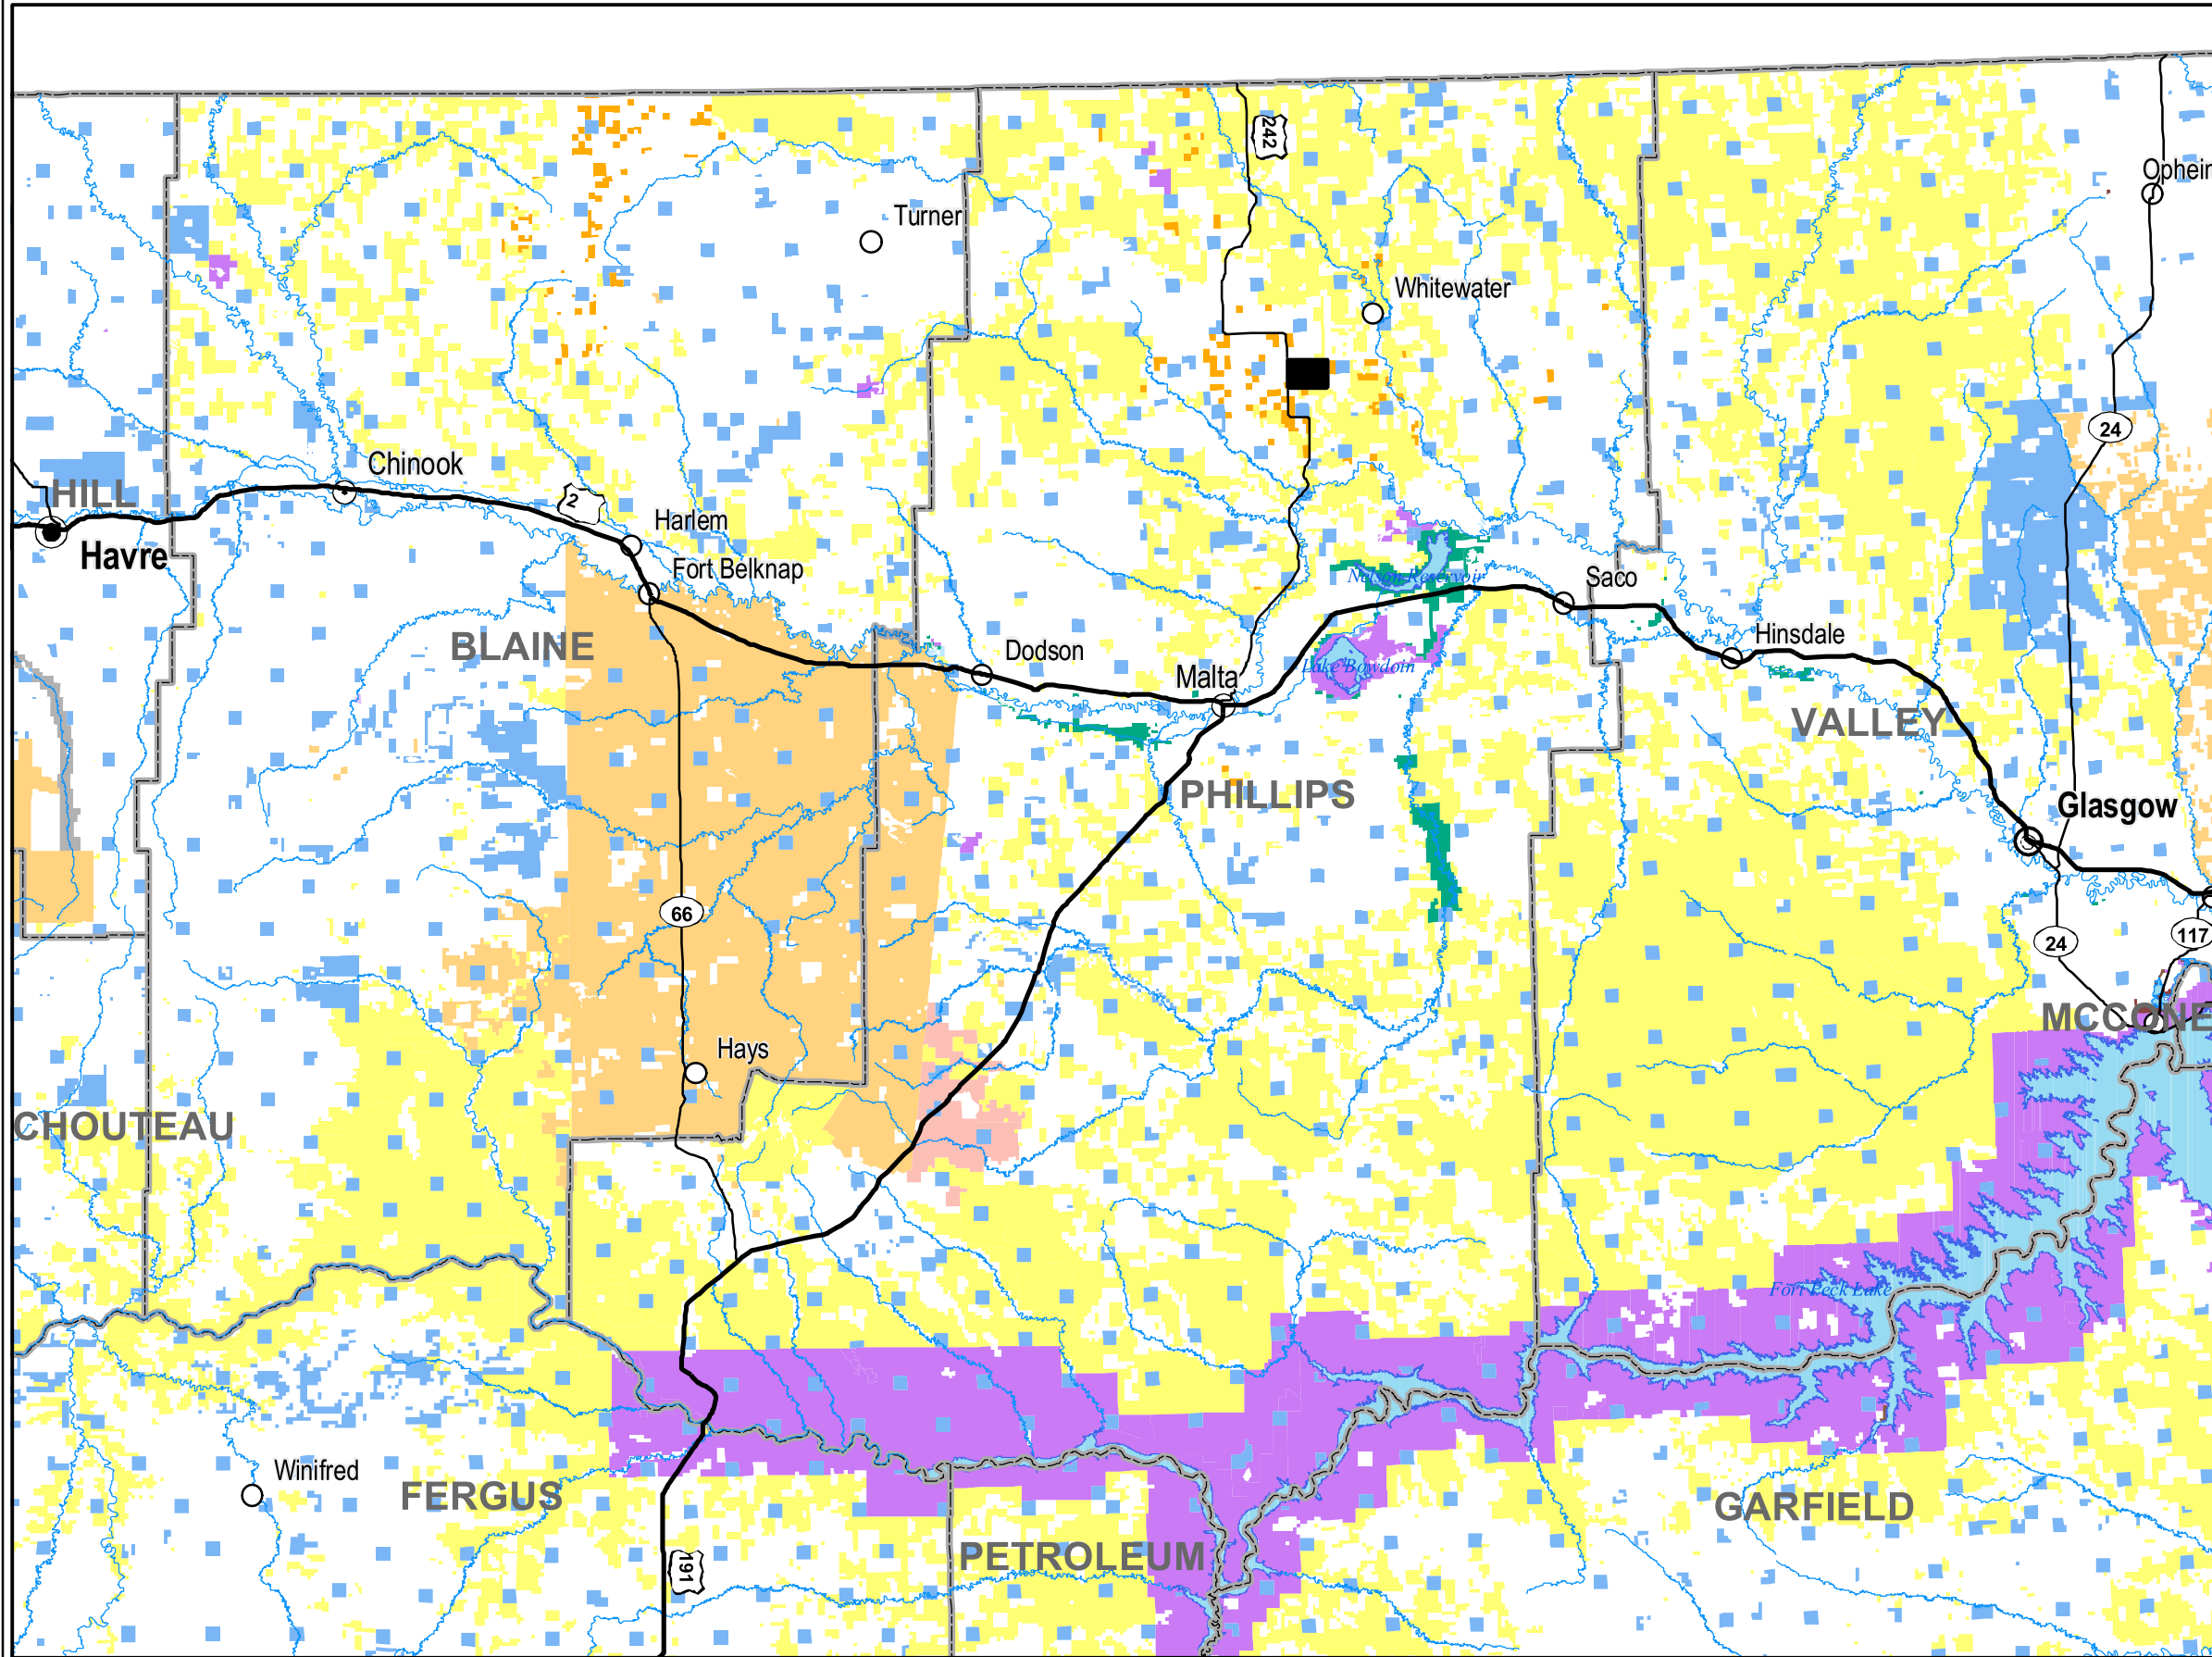 242
Opheim
Turner
Whitewater
24
Chinook
HILL
2
Harlem
Havre
Fort Belknap
Nelson Reservoir
Saco
BLAINE
Dodson
Hinsdale
Malta
Lake Bowdoin
VALLEY
PHILLIPS
Glasgow
66
24
117
MCCONE
Hays
CHOUTEAU
Fort Peck Lake
Winifred
FERGUS
GARFIELD
PETROLEUM
191